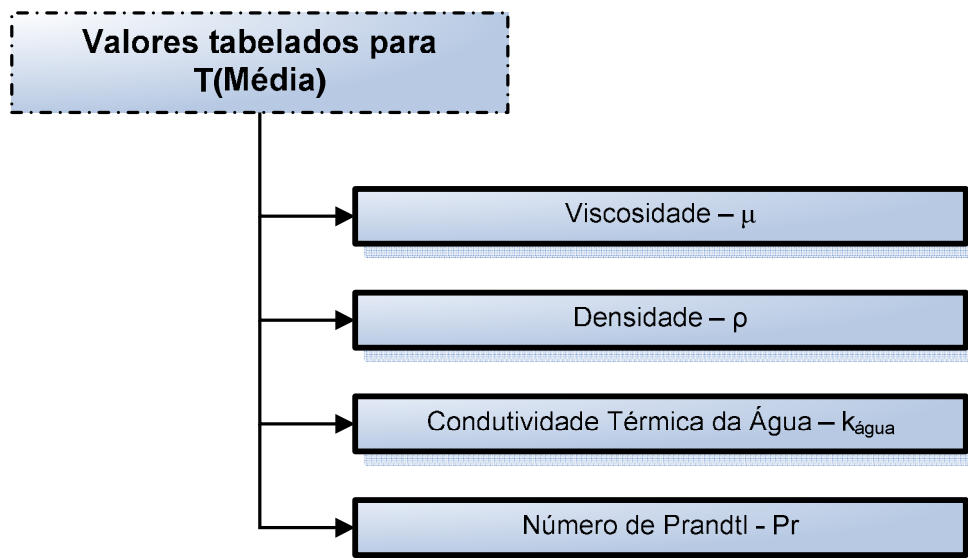 Valores tabelados para
T(Média)
Viscosidade – μ
Densidade – ρ
Condutividade Térmica da Água – kágua
Número de Prandtl - Pr